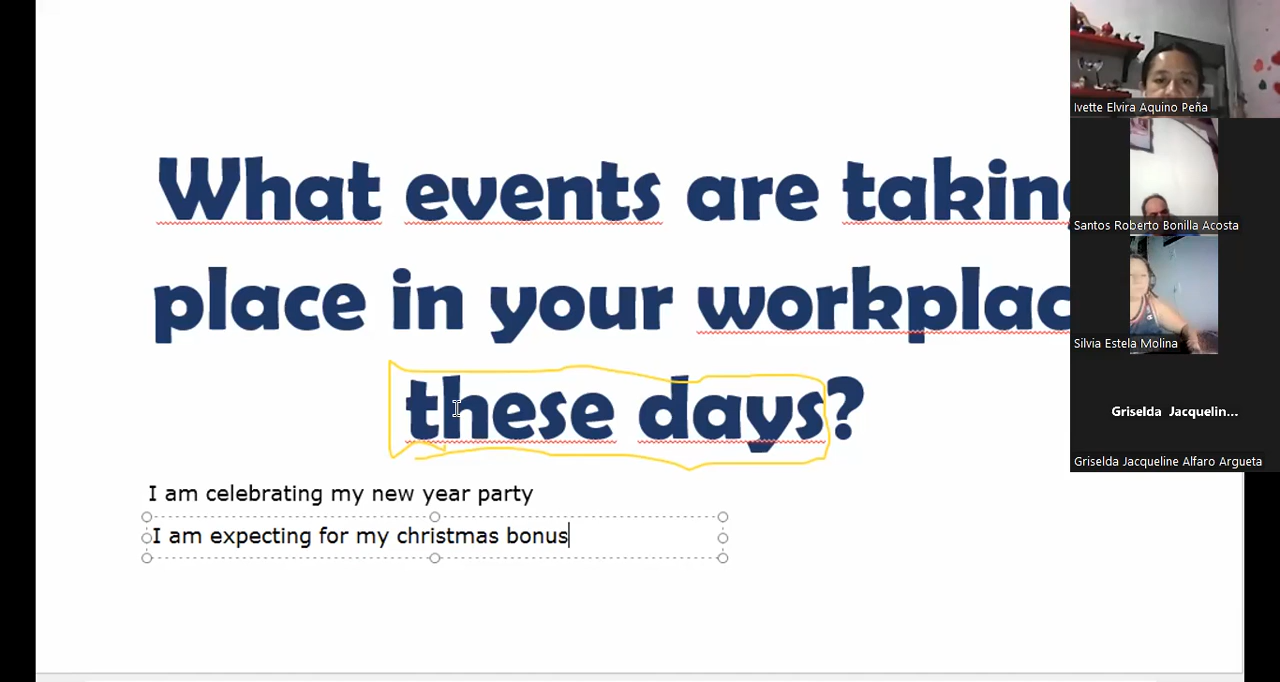 What events are taking
place in your workplac
these days?
I am celebrating my new year party
I am expecting for my christmas bonus
Ivette Elvira Aquino Peña
Santos Roberto Bonilla Acosta
Silvia Estela Molina
Griselda Jacquelin...
Griselda Jacqueline Alfaro Argueta